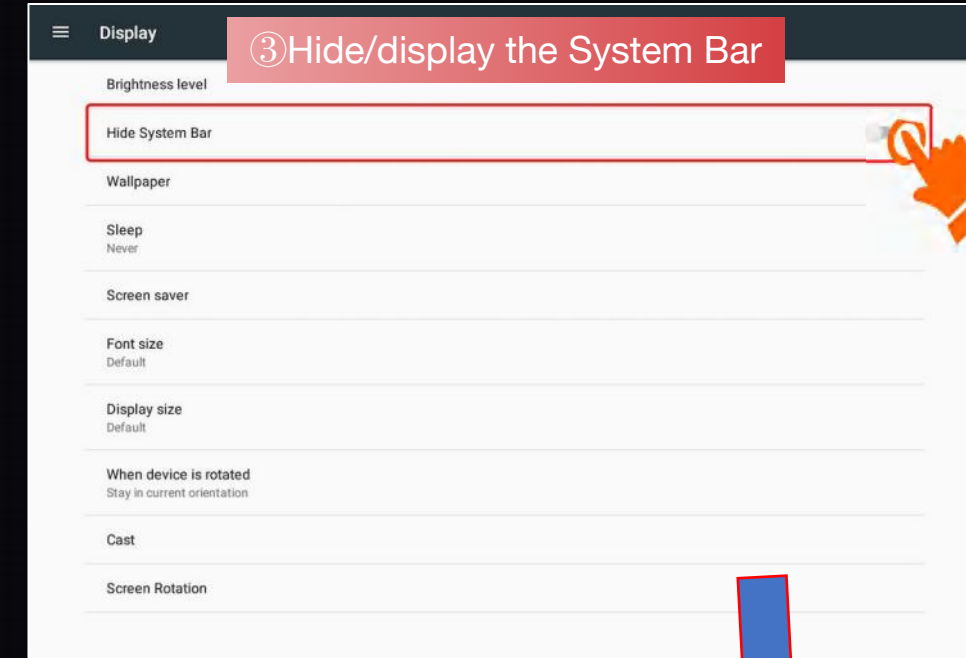 Display
③Hide/display the System Bar
Brightness level
Hide System Bar
Wallpaper
Sleep
Never
Screen saver
Font size
Default
Display size
Default
When device is rotated
Stay in current orientation
Cast
Screen Rotation